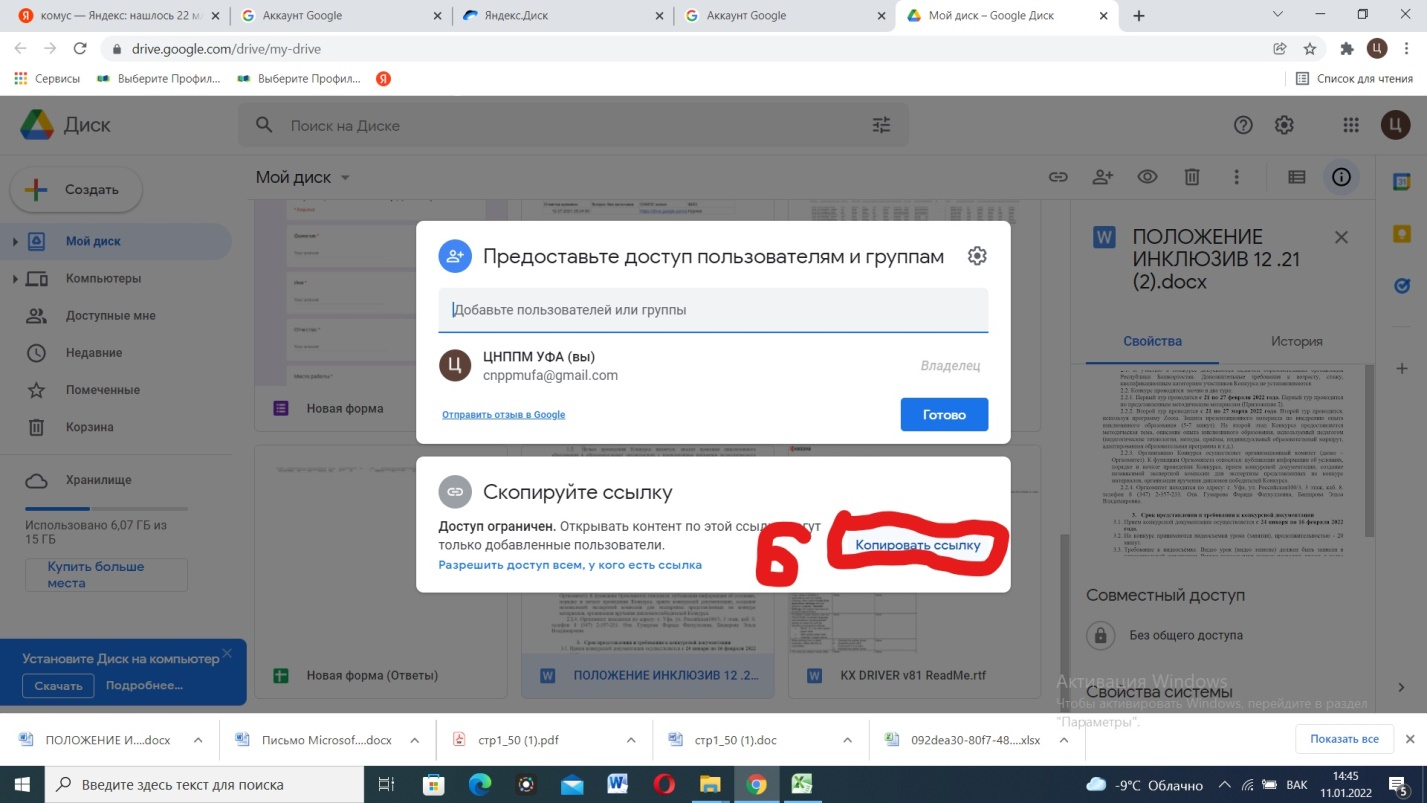 комус — Яндекс: нашлось 22 мл
Аккаунт Google
Яндекс.Диск
Аккаунт Google
Мой диск – Google Диск
drive.google.com/drive/my-drive
Ц
Сервисы
Выберите Профил...
Выберите Профил...
Я
Список для чтения
Диск
Поиск на Диске
Ц
Создать
Мой диск
Мой диск
Компьютеры
Доступные мне
Недавние
Помеченные
Корзина
Хранилище
Использовано 6,07 ГБ из
15 ГБ
Купить больше
места
Установите Диск на компьютер
Скачать
Подробнее...
Новая форма
Новая форма (Ответы)
ПОЛОЖЕНИЕ ИНКЛЮЗИВ 12 .2...
KX DRIVER v81 ReadMe.rtf
Предоставьте доступ пользователям и группам
Добавьте пользователей или группы
Ц
ЦНППМ УФА (вы)
cnppmufa@gmail.com
Владелец
Отправить отзыв в Google
Готово
Скопируйте ссылку
Доступ ограничен. Открывать контент по этой ссы гут
только добавленные пользователи.
Разрешить доступ всем, у кого есть ссылка
Б
Копировать ссылку
W
ПОЛОЖЕНИЕ
ИНКЛЮЗИВ 12 .21
(2).docx
Свойства
История
Совместный доступ
Без общего доступа
Свойства системы
Активация Windows
Чтобы активировать Windows, перейдите в раздел
"Параметры".
ПОЛОЖЕНИЕ И....docx
Письмо Microsof....docx
стр1_50 (1).pdf
стр1_50 (1).doc
092dea30-80f7-48....xlsx
Показать все
Введите здесь текст для поиска
-9°C Облачно
ВАК
14:45
11.01.2022
5